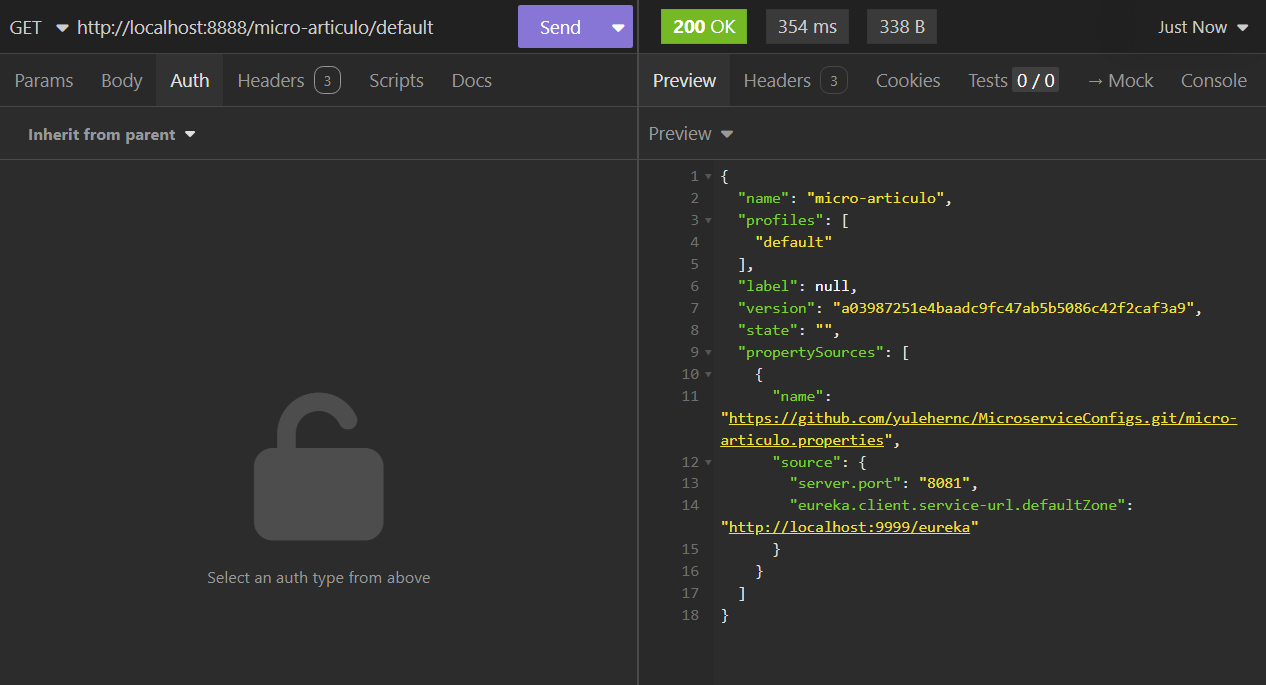 GET http://localhost:8888/micro-articulo/default Send 200 OK 354 ms 338 B Just Now
Params Body Auth Headers 3 Scripts Docs Preview Headers 3 Cookies Tests 0 / 0 → Mock Console
Inherit from parent
Select an auth type from above
Preview
1 {
2 "name": "micro-articulo",
3 "profiles": [
4 "default"
5 ],
6 "label": null,
7 "version": "a03987251e4baadc9fc47ab5b5086c42f2caf3a9",
8 "state": "",
9 "propertySources": [
10 {
11 "name":
"https://github.com/yulehernc/MicroserviceConfigs.git/micro-
articulo.properties",
12 "source": {
13 "server.port": "8081",
14 "eureka.client.service-url.defaultZone":
"http://localhost:9999/eureka"
15 }
16 }
17 ]
18 }